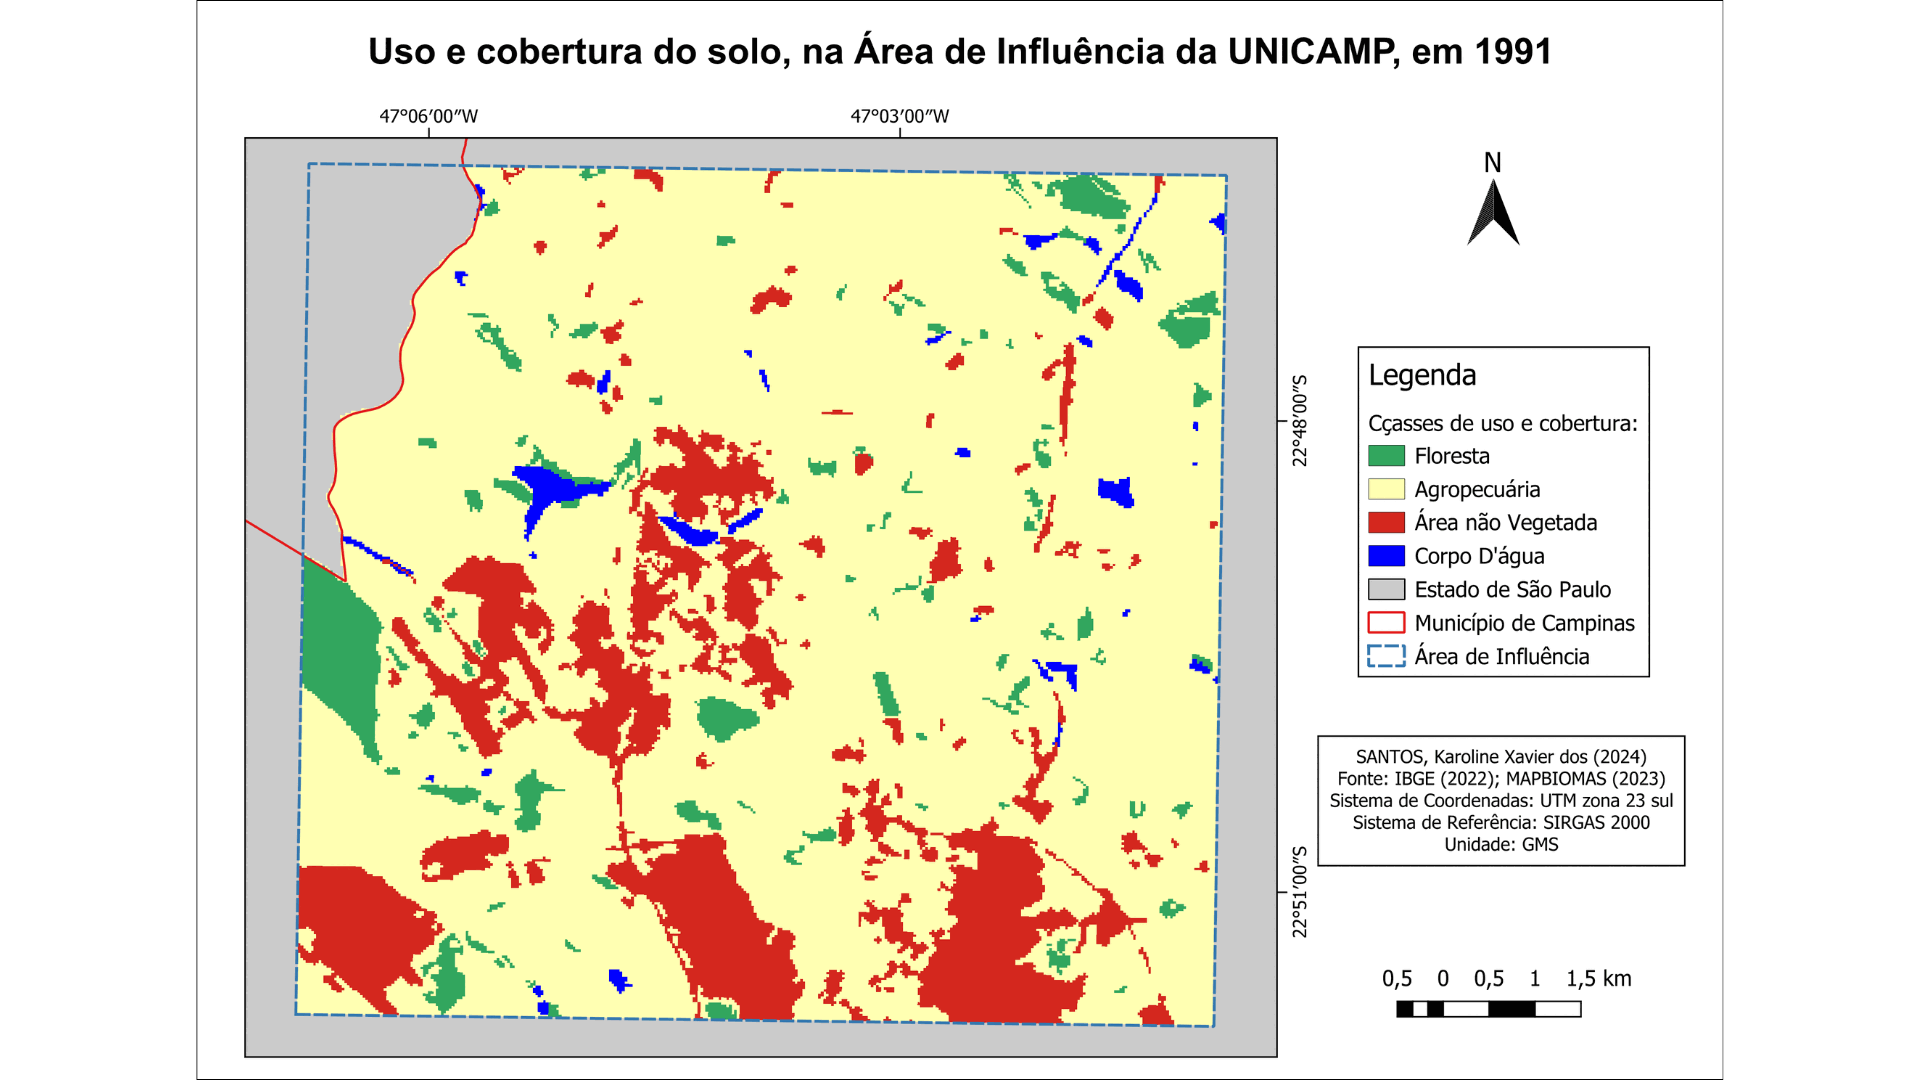 Uso e cobertura do solo, na Área de Influência da UNICAMP, em 1991
47°06'00"W
47°03'00"W
N
22°48'00"S
22°51'00"S
Legenda
Cçasses de uso e cobertura:
Floresta
Agropecuária
Área não Vegetada
Corpo D'água
Estado de São Paulo
Município de Campinas
Área de Influência
SANTOS, Karoline Xavier dos (2024)
Fonte: IBGE (2022); MAPBIOMAS (2023)
Sistema de Coordenadas: UTM zona 23 sul
Sistema de Referência: SIRGAS 2000
Unidade: GMS
0,5 0 0,5 1 1,5 km